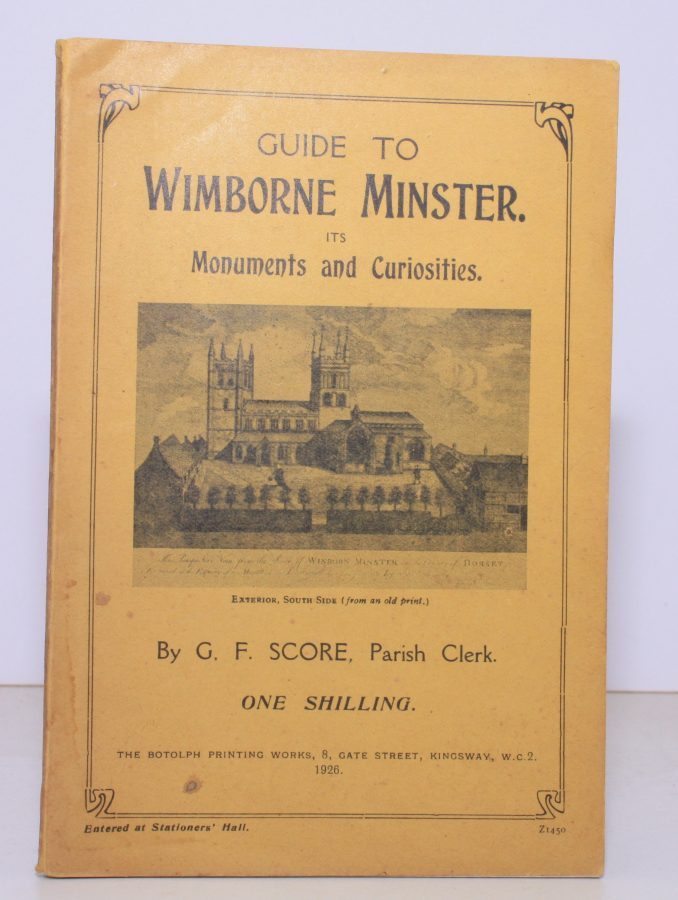 GUIDE TO
WIMBORNE MINSTER.
ITS
Monuments and Curiosities.
WINBORN MINSTER
DORSET
EXTERIOR, SOUTH SIDE (from an old print.)
By G. F. SCORE, Parish Clerk.
ONE SHILLING.
THE BOTOLPH PRINTING WORKS, 8, GATE STREET, KINGSWAY, W.C.2.
1926.
Entered at Stationers' Hall.
Z1450